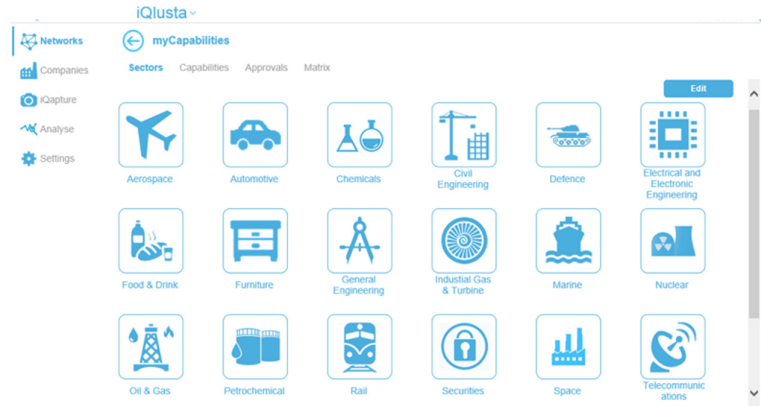 iQlusta
Networks
Companies
iQapture
Analyse
Settings
myCapabilities
Sectors Capabilities Approvals Matrix
Edit
Aerospace
Automotive
Chemicals
Civil
Engineering
Defence
Electrical and
Electronic
Engineering
Food & Drink
Furniture
General
Engineering
Industial Gas
& Turbine
Marine
Nuclear
Oil & Gas
Petrochemical
Rail
Securities
Space
Telecommunic
ations